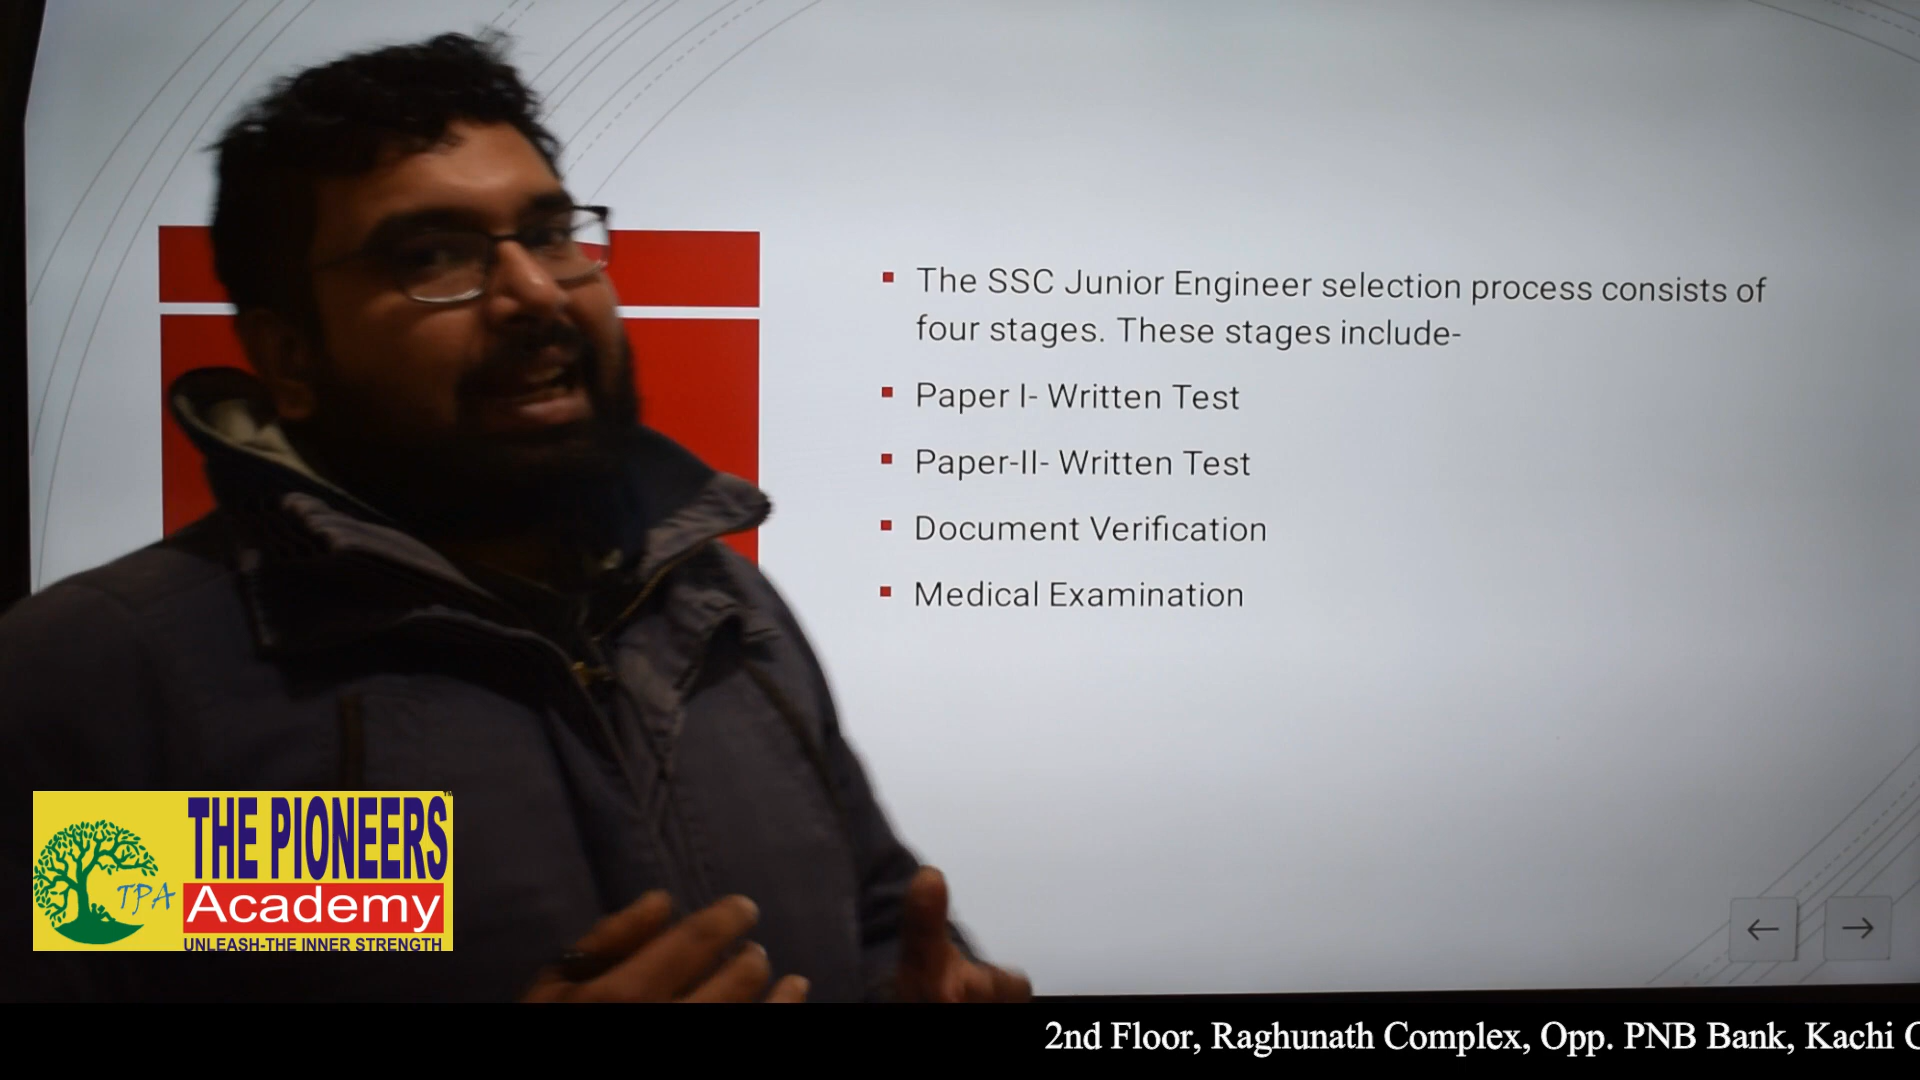 The SSC Junior Engineer selection process consists of
four stages. These stages include-
Paper I- Written Test
Paper-II- Written Test
Document Verification
Medical Examination
THE PIONEERS
TPA
Academy
UNLEASH-THE INNER STRENGTH
2nd Floor, Raghunath Complex, Opp. PNB Bank, Kachi